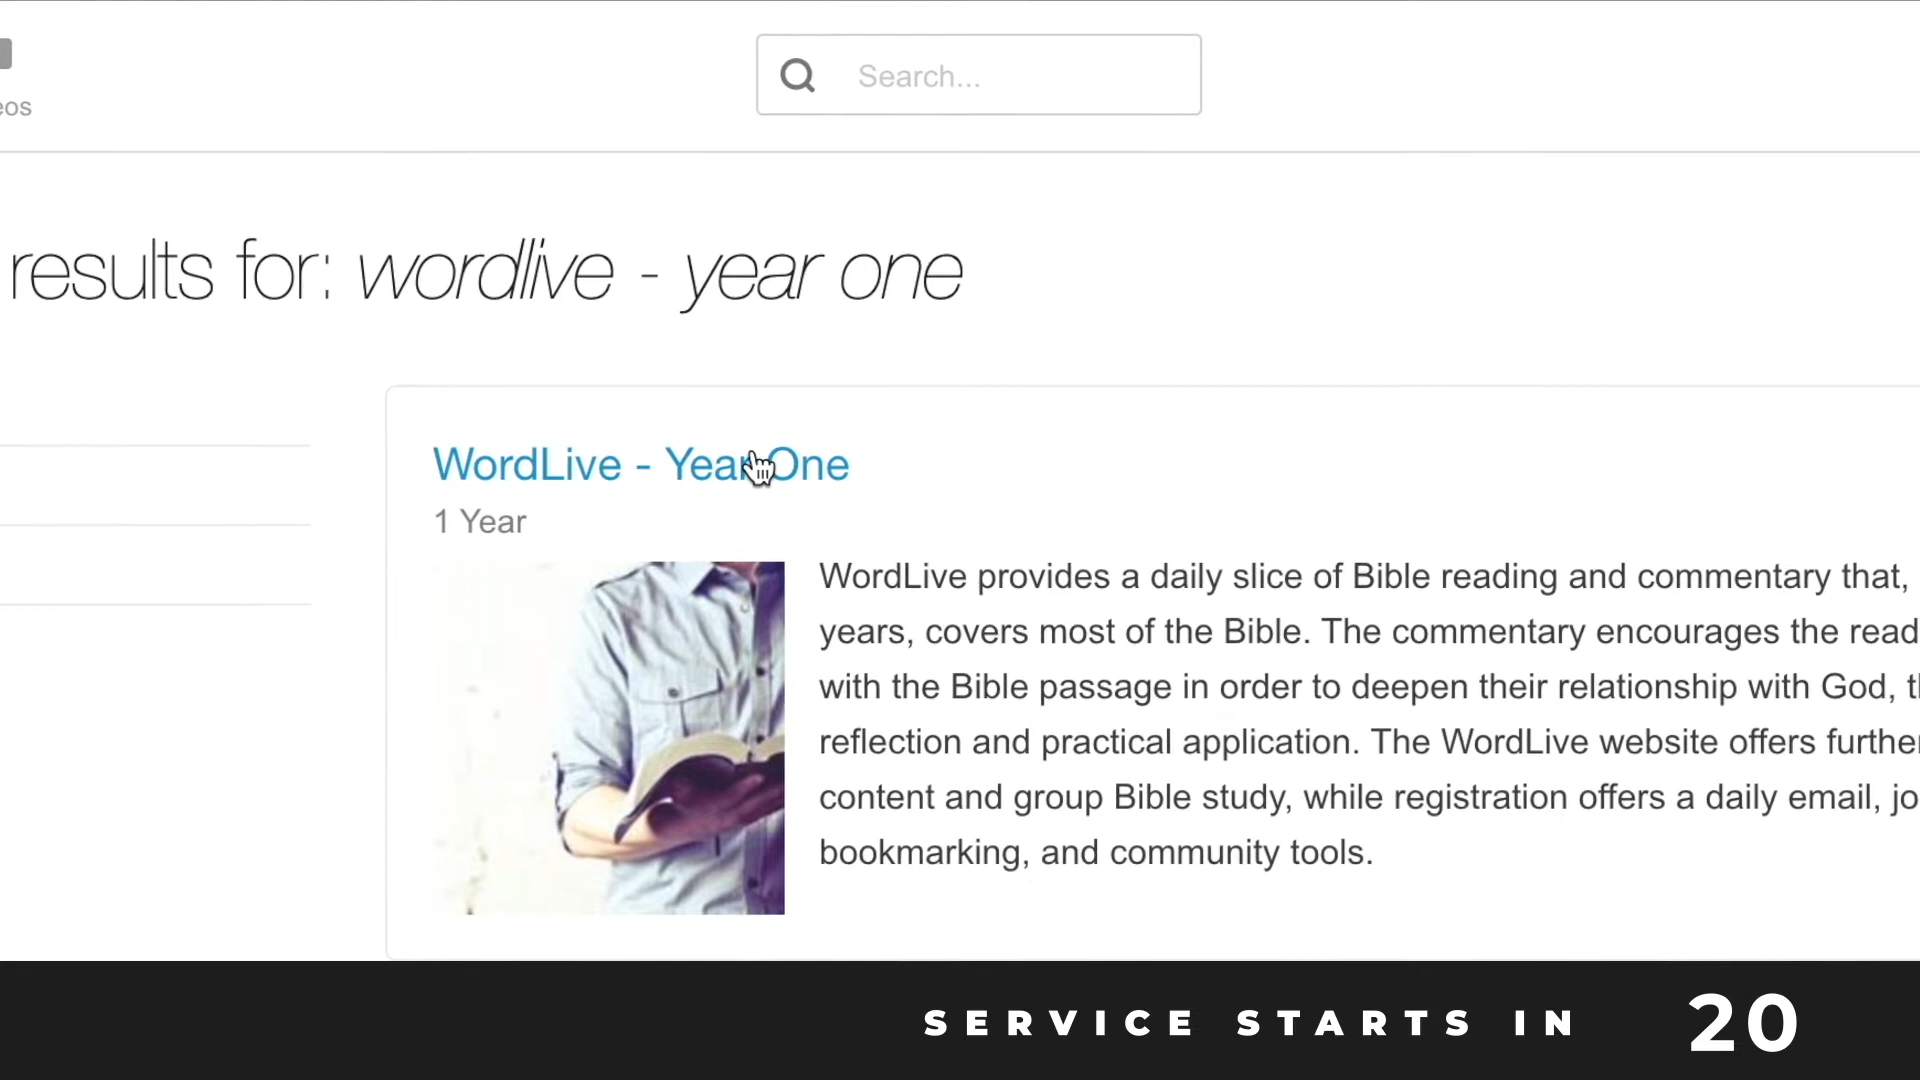 Search...
results for: wordlive - year one
WordLive - Year One
1 Year
WordLive provides a daily slice of Bible reading and commentary that,
years, covers most of the Bible. The commentary encourages the read
with the Bible passage in order to deepen their relationship with God,
reflection and practical application. The WordLive website offers further
content and group Bible study, while registration offers a daily email,
bookmarking, and community tools.
SERVICE STARTS IN 20